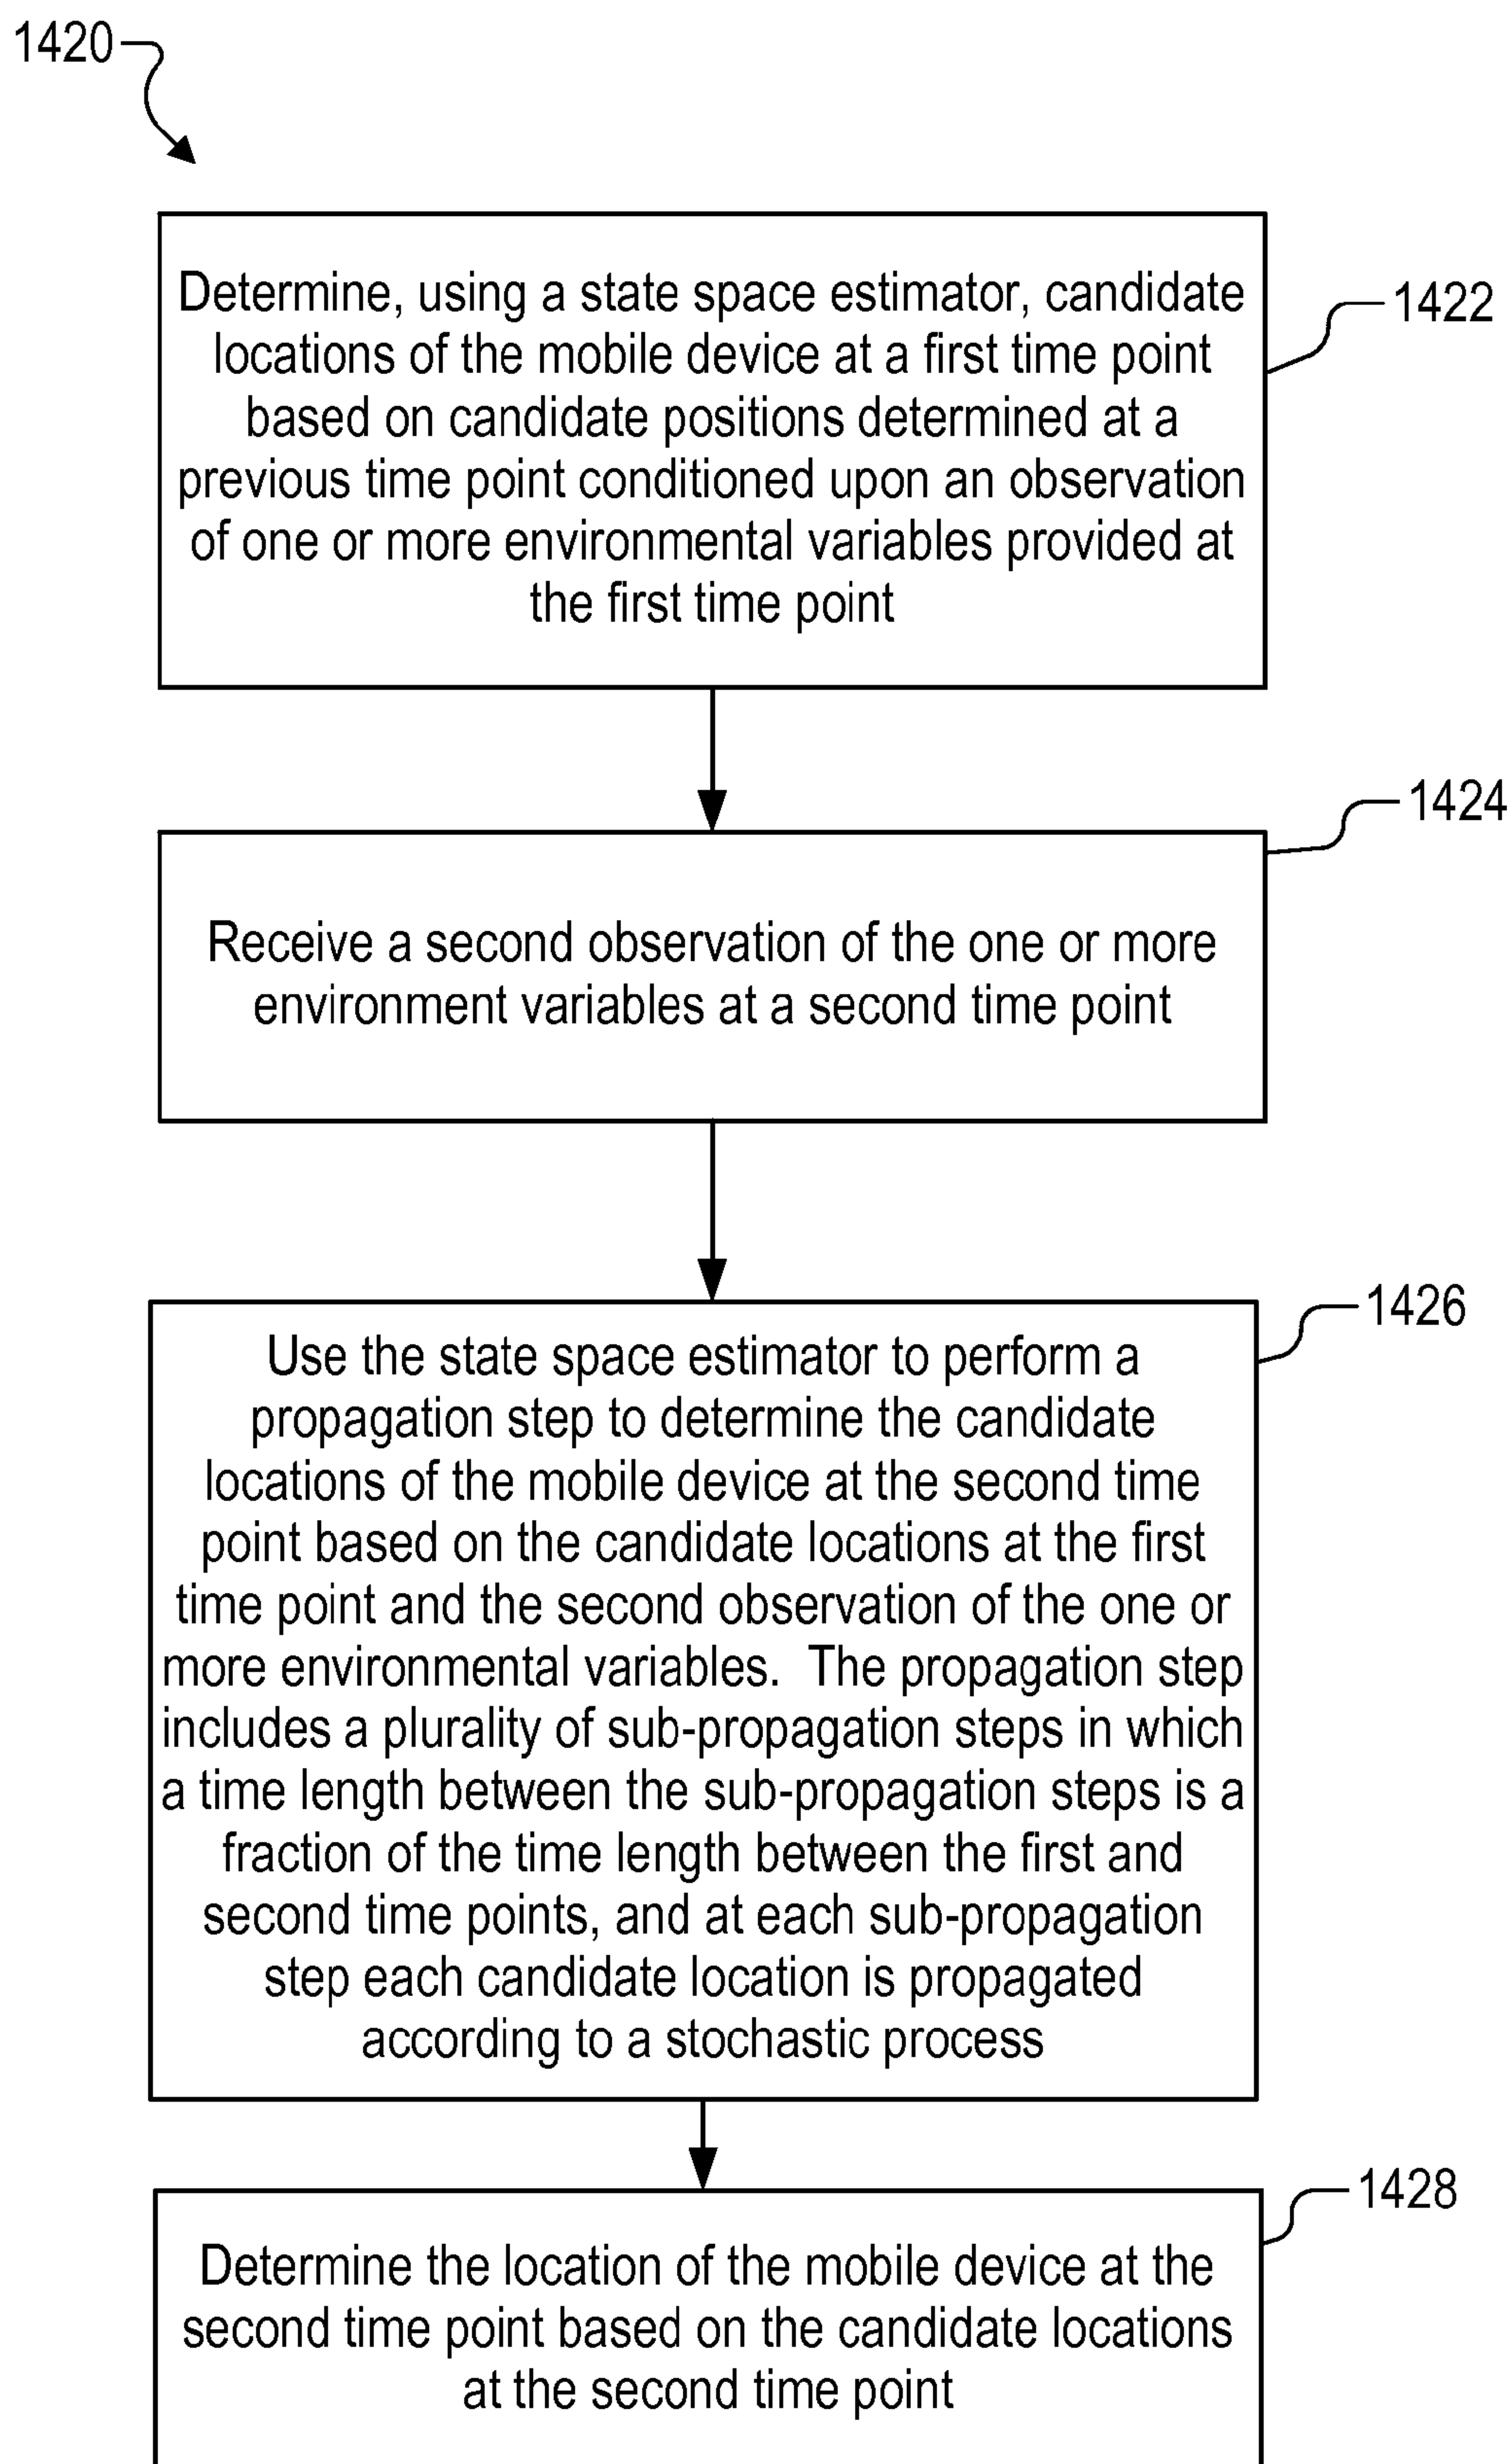 1420
Determine, using a state space estimator, candidate
locations of the mobile device at a first time point
based on candidate positions determined at a
previous time point conditioned upon an observation
of one or more environmental variables provided at
the first time point
1422
Receive a second observation of the one or more
environment variables at a second time point
1424
Use the state space estimator to perform a
propagation step to determine the candidate
locations of the mobile device at the second time
point based on the candidate locations at the first
time point and the second observation of the one or
more environmental variables.  The propagation step
includes a plurality of sub-propagation steps in which
a time length between the sub-propagation steps is a
fraction of the time length between the first and
second time points, and at each sub-propagation
step each candidate location is propagated
according to a stochastic process
1426
Determine the location of the mobile device at the
second time point based on the candidate locations
at the second time point
1428